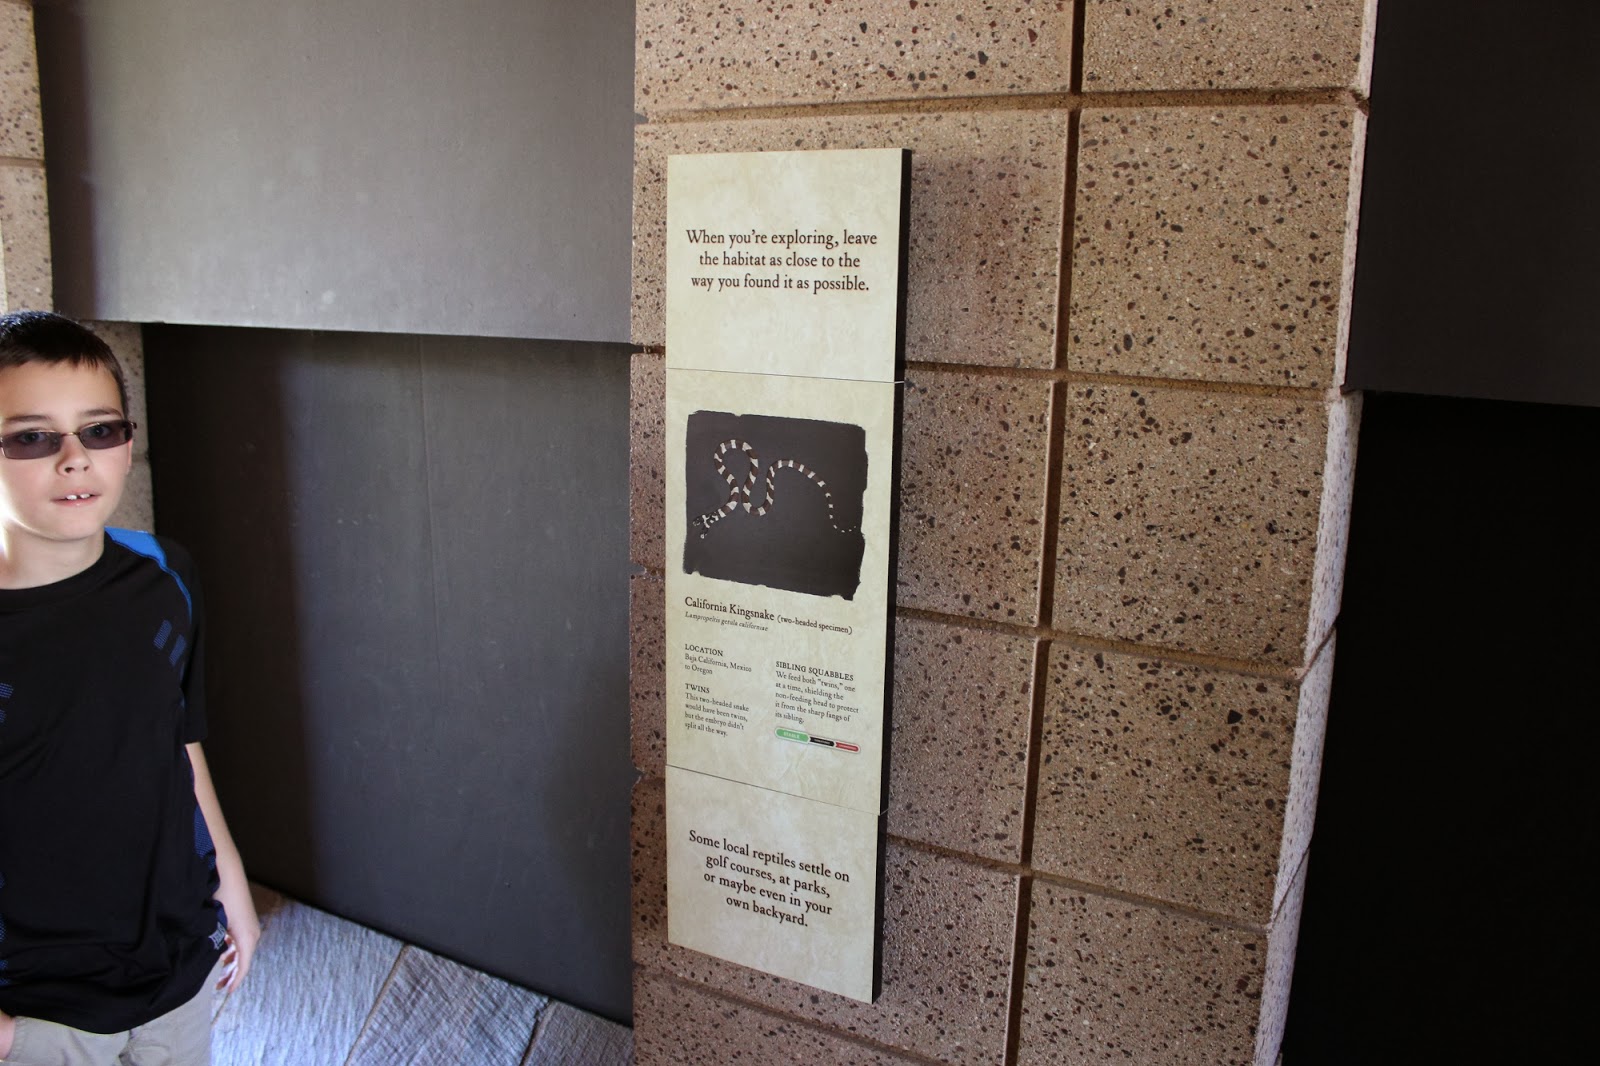 When you're exploring, leave
the habitat as close to the
way you found it as possible.
California Kingsnake (two-headed specimen)
Lampropeltis getula californiae
LOCATION
Baja California, Mexico
to Oregon
TWINS
This two-headed snake
would have been twins,
but the embryo didn't
split all the way.
SIBLING SQUABBLES
We feed both "twins," one
at a time, shielding the
non-feeding head to protect
it from the sharp fangs of
its sibling.
STABLE
Some local reptiles settle on
golf courses, at parks,
or maybe even in your
own backyard.